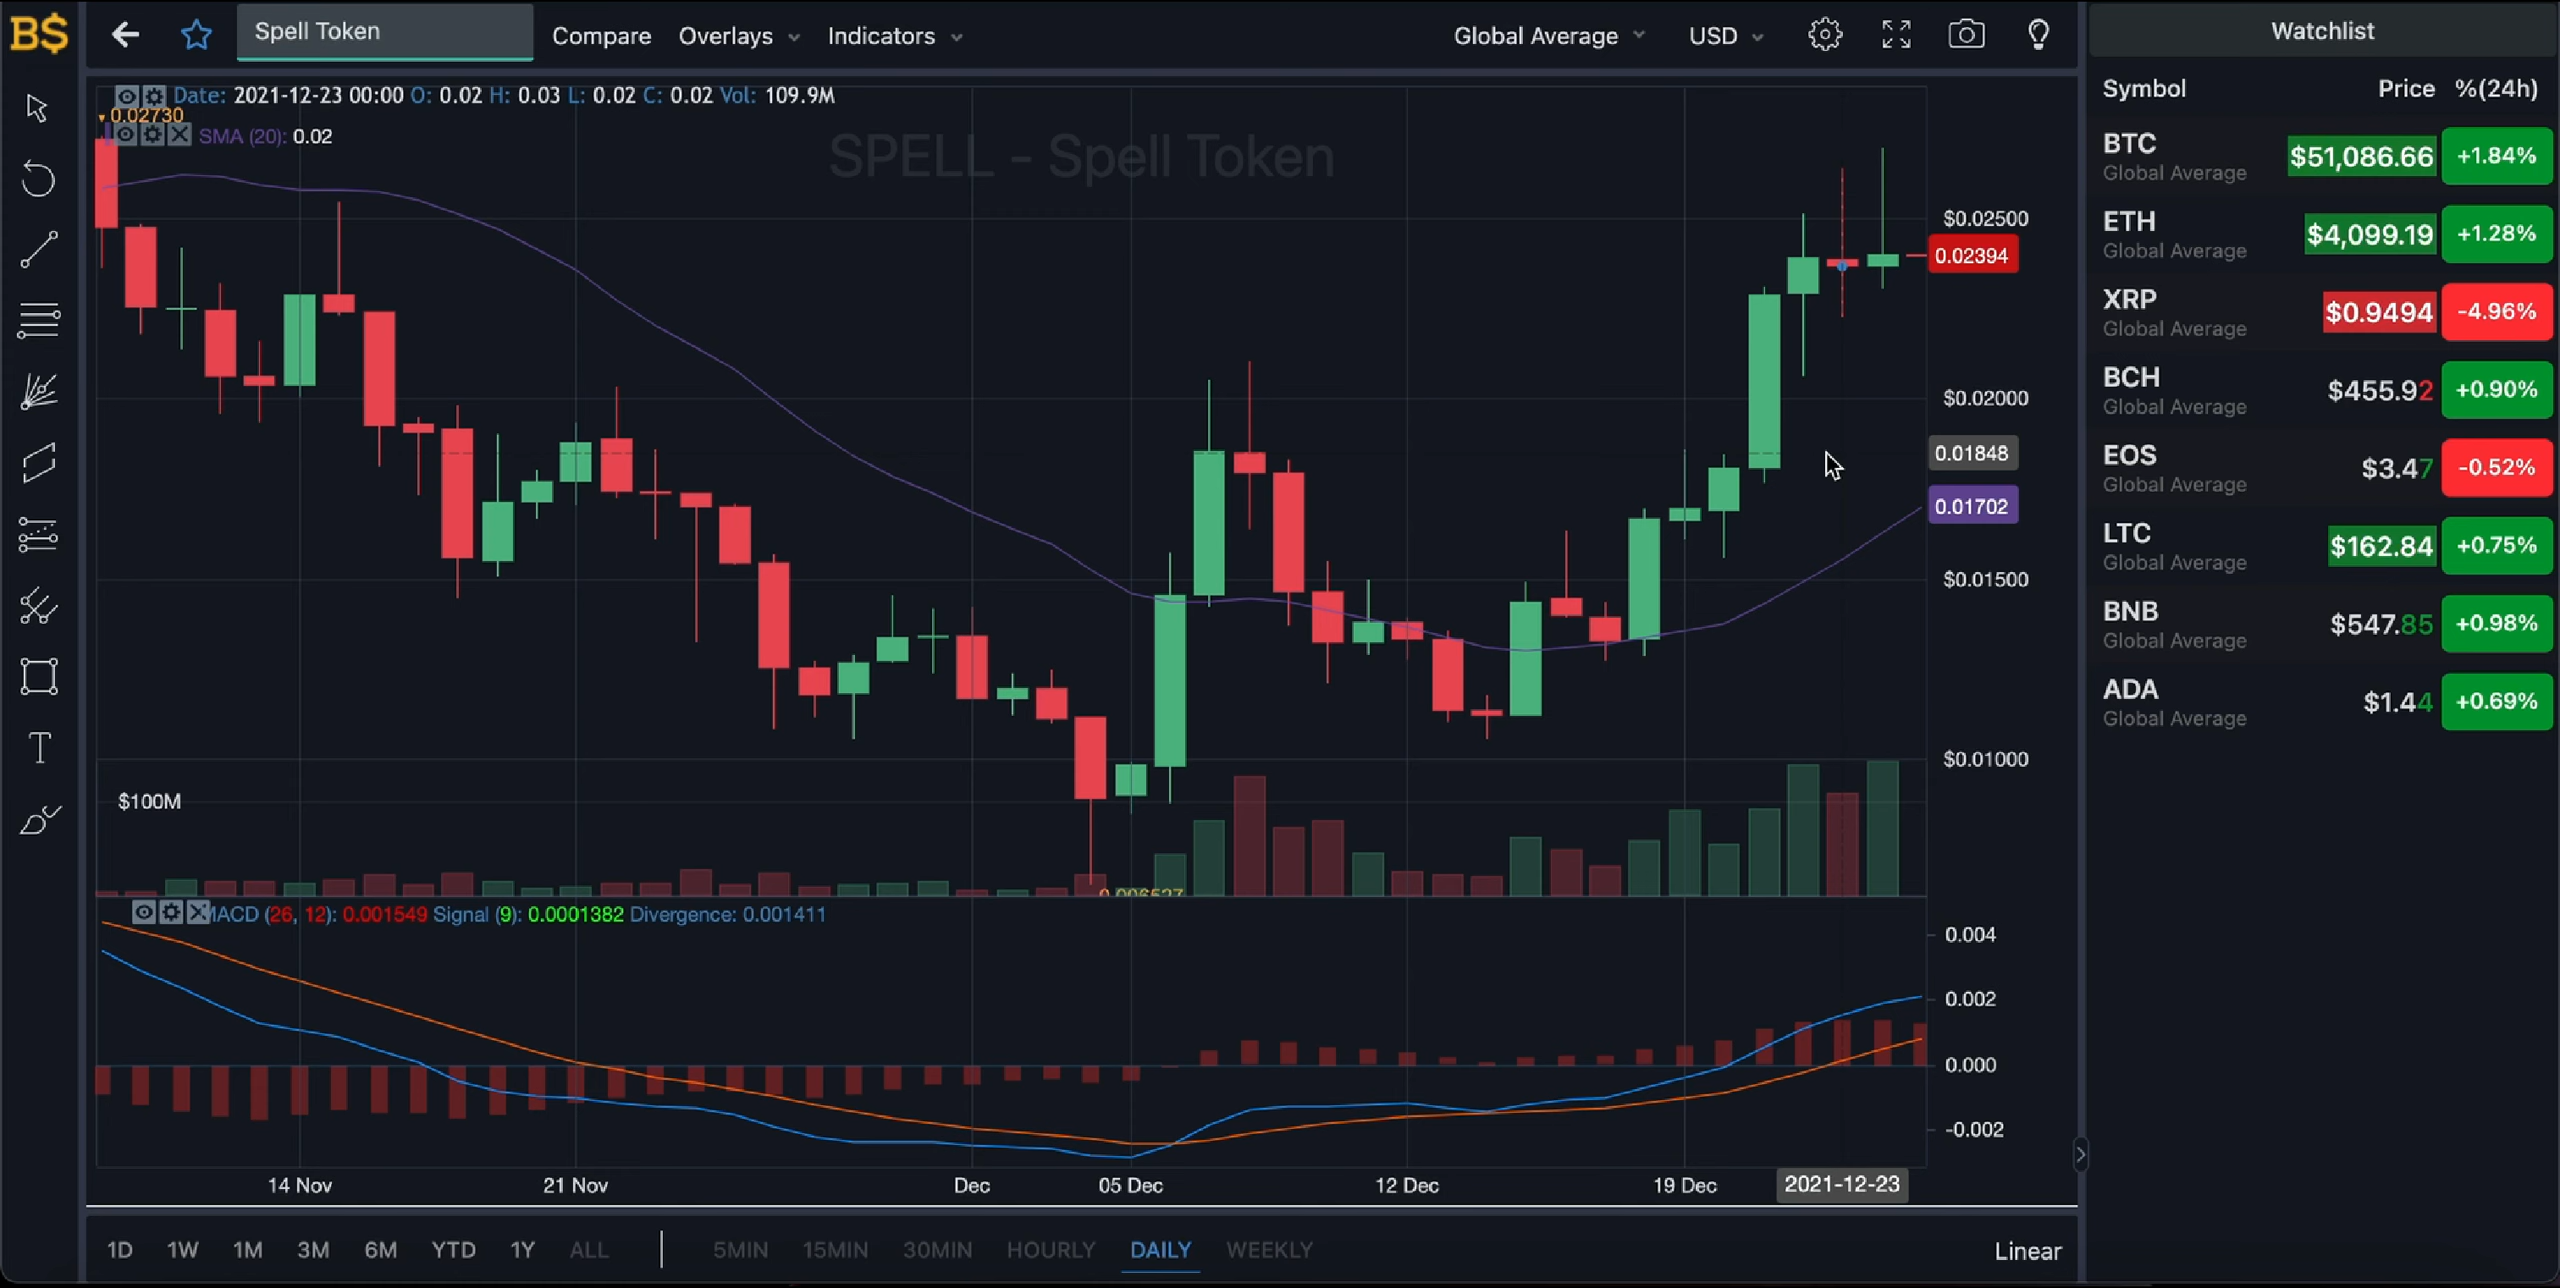 B$
Spell Token
Compare
Overlays
Indicators
Global Average
USD
Date: 2021-12-23 00:00 O: 0.02 H: 0.03 L: 0.02 C: 0.02 Vol: 109.9M
0.02730
SMA (20): 0.02
SPELL - Spell Token
$0.02500
0.02394
$0.02000
0.01848
0.01702
$0.01500
$0.01000
$100M
0.006527
MACD (26, 12): 0.001549 Signal (9): 0.0001382 Divergence: 0.001411
0.004
0.002
0.000
-0.002
14 Nov
21 Nov
Dec
05 Dec
12 Dec
19 Dec
2021-12-23
1D 1W 1M 3M 6M YTD 1Y ALL
5MIN 15MIN 30MIN HOURLY DAILY WEEKLY
Linear
Watchlist
Symbol Price %(24h)
BTC $51,086.66 +1.84%
Global Average
ETH $4,099.19 +1.28%
Global Average
XRP $0.9494 -4.96%
Global Average
BCH $455.92 +0.90%
Global Average
EOS $3.47 -0.52%
Global Average
LTC $162.84 +0.75%
Global Average
BNB $547.85 +0.98%
Global Average
ADA $1.44 +0.69%
Global Average